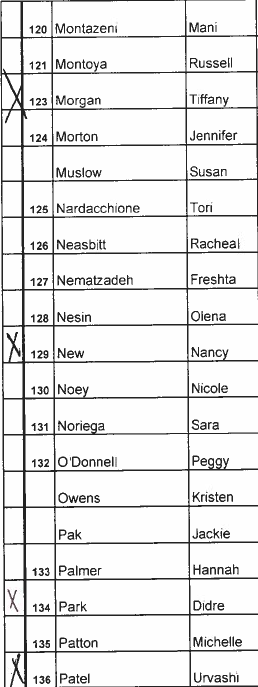 120 Montazeni Mani
121 Montoya Russell
X 123 Morgan Tiffany
124 Morton Jennifer
Muslow Susan
125 Nardacchione Tori
126 Neasbitt Racheal
127 Nematzadeh Freshta
128 Nesin Olena
X 129 New Nancy
130 Noey Nicole
131 Noriega Sara
132 O'Donnell Peggy
Owens Kristen
Pak Jackie
133 Palmer Hannah
X 134 Park Didre
135 Patton Michelle
X 136 Patel Urvashi